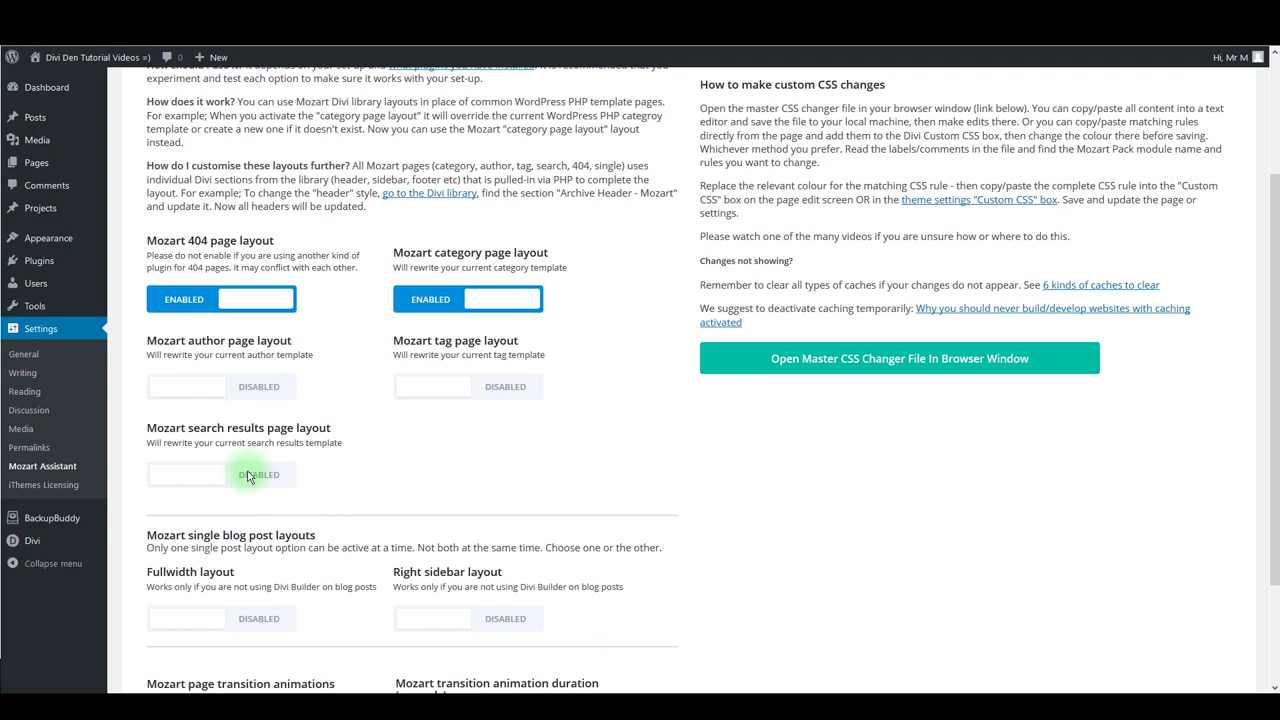 Divi Den Tutorial Videos =)
0
New
Hi, Mr M
Dashboard
Posts
Media
Pages
Comments
Projects
Appearance
Plugins
Users
Tools
Settings
General
Writing
Reading
Discussion
Media
Permalinks
Mozart Assistant
iThemes Licensing
BackupBuddy
Divi
Collapse menu
How should I use it? It depends on your set-up and what plugins you have installed. It is recommended that you
experiment and test each option to make sure it works with your set-up.
How does it work? You can use Mozart Divi library layouts in place of common WordPress PHP template pages.
For example; When you activate the "category page layout" it will override the current WordPress PHP categroy
template or create a new one if it doesn't exist. Now you can use the Mozart "category page layout" layout
instead.
How do I customise these layouts further? All Mozart pages (category, author, tag, search, 404, single) uses
individual Divi sections from the library (header, sidebar, footer etc) that is pulled-in via PHP to complete the
layout. For example; To change the "header" style, go to the Divi library, find the section "Archive Header - Mozart"
and update it. Now all headers will be updated.
Mozart 404 page layout
Please do not enable if you are using another kind of
plugin for 404 pages. It may conflict with each other.
ENABLED
Mozart category page layout
Will rewrite your current category template
ENABLED
Mozart author page layout
Will rewrite your current author template
DISABLED
Mozart tag page layout
Will rewrite your current tag template
DISABLED
Mozart search results page layout
Will rewrite your current search results template
DISABLED
Mozart single blog post layouts
Only one single post layout option can be active at a time. Not both at the same time. Choose one or the other.
Fullwidth layout
Works only if you are not using Divi Builder on blog posts
DISABLED
Right sidebar layout
Works only if you are not using Divi Builder on blog posts
DISABLED
Mozart page transition animations
Mozart transition animation duration
How to make custom CSS changes
Open the master CSS changer file in your browser window (link below). You can copy/paste all content into a text
editor and save the file to your local machine, then make edits there. Or you can copy/paste matching rules
directly from the page and add them to the Divi Custom CSS box, then change the colour there before saving.
Whichever method you prefer. Read the labels/comments in the file and find the Mozart Pack module name and
rules you want to change.
Replace the relevant colour for the matching CSS rule - then copy/paste the complete CSS rule into the "Custom
CSS" box on the page edit screen OR in the theme settings "Custom CSS" box. Save and update the page or
settings.
Please watch one of the many videos if you are unsure how or where to do this.
Changes not showing?
Remember to clear all types of caches if your changes do not appear. See 6 kinds of caches to clear
We suggest to deactivate caching temporarily: Why you should never build/develop websites with caching
activated
Open Master CSS Changer File In Browser Window